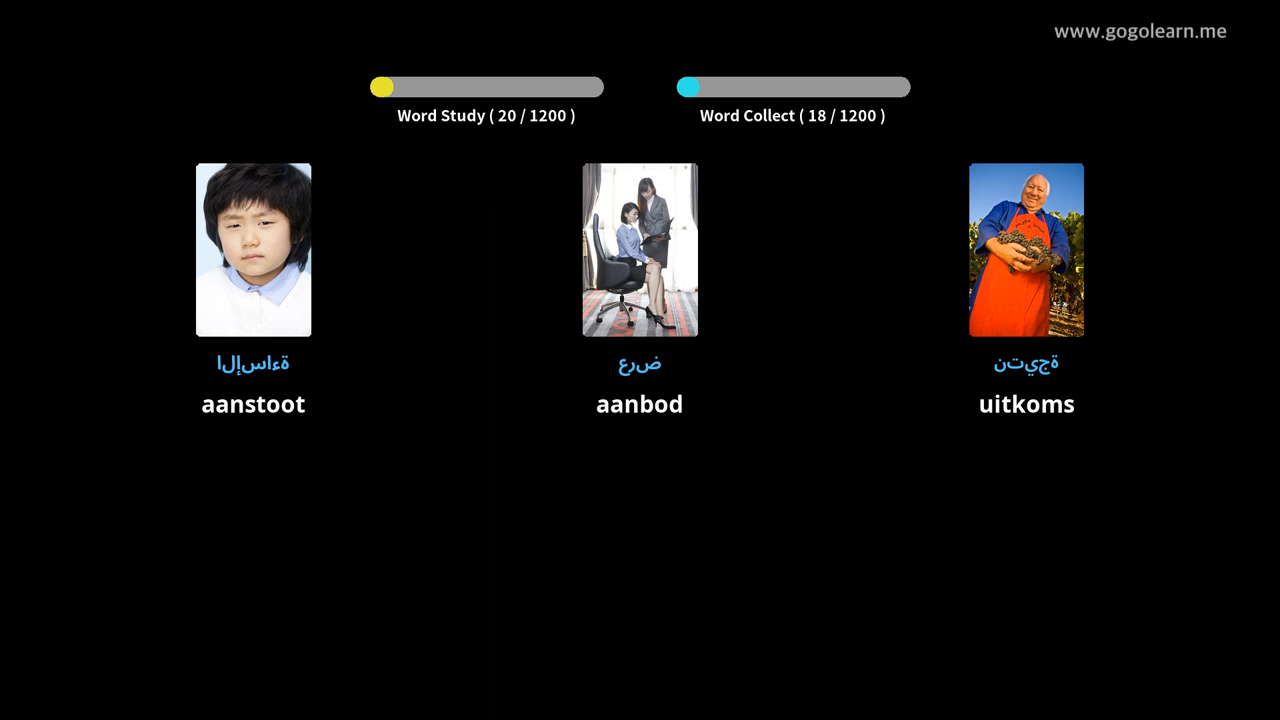 www.gogolearn.me
Word Study ( 20 / 1200 )
Word Collect ( 18 / 1200 )
الإساءة
عرض
نتيجة
aanstoot
aanbod
uitkoms